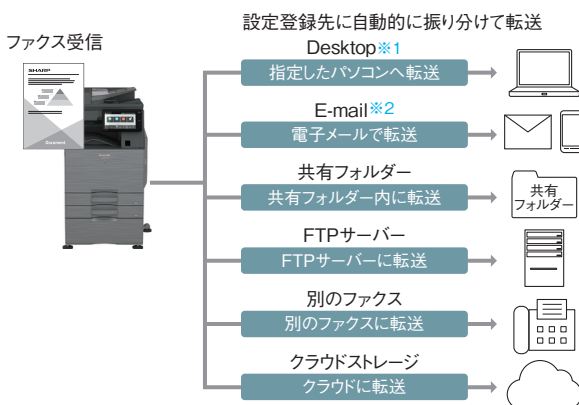 設定登録先に自動的に振り分けて転送
ファクス受信
SHARP
Document
Desktop※1
指定したパソコンへ転送
E-mail※2
電子メールで転送
共有フォルダー
共有フォルダー内に転送
共有
フォルダー
FTPサーバー
FTPサーバーに転送
別のファクス
別のファクスに転送
クラウドストレージ
クラウドに転送